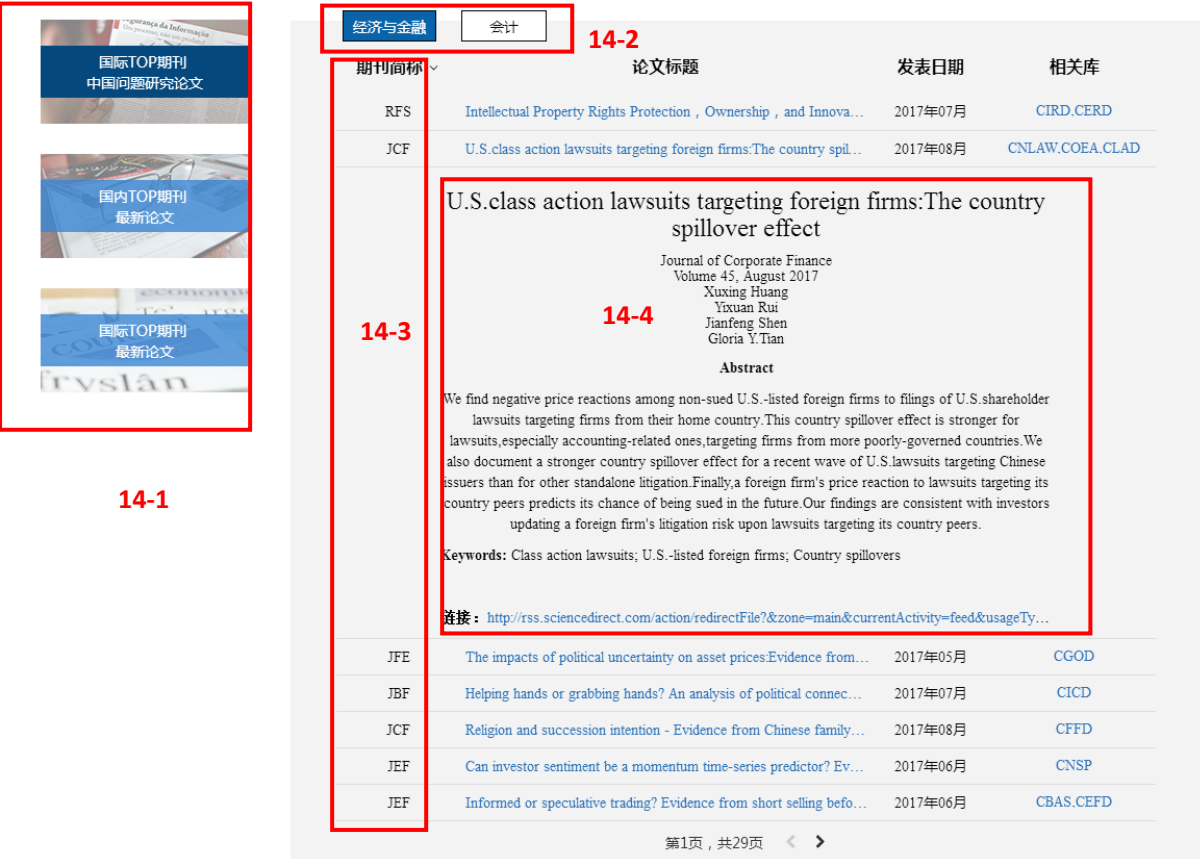 国际TOP期刊
中国问题研究论文
国内TOP期刊
最新论文
国际TOP期刊
最新论文
14-1
经济与金融 会计
14-2
期刊简称 论文标题 发表日期 相关库
RFS Intellectual Property Rights Protection，Ownership，and Innova… 2017年07月 CIRD.CERD
JCF U.S.class action lawsuits targeting foreign firms:The country spil… 2017年08月 CNLAW.COEA.CLAD
U.S.class action lawsuits targeting foreign firms:The country
spillover effect
Journal of Corporate Finance
Volume 45, August 2017
Xuxing Huang
Yixuan Rui
Jianfeng Shen
Gloria Y.Tian
14-3
14-4
Abstract
We find negative price reactions among non-sued U.S.-listed foreign firms to filings of U.S.shareholder
lawsuits targeting firms from their home country.This country spillover effect is stronger for
lawsuits,especially accounting-related ones,targeting firms from more poorly-governed countries.We
also document a stronger country spillover effect for a recent wave of U.S.lawsuits targeting Chinese
issuers than for other standalone litigation.Finally,a foreign firm's price reaction to lawsuits targeting its
country peers predicts its chance of being sued in the future.Our findings are consistent with investors
updating a foreign firm's litigation risk upon lawsuits targeting its country peers.
Keywords: Class action lawsuits; U.S.-listed foreign firms; Country spillovers
链接： http://rss.sciencedirect.com/action/redirectFile?&zone=main&currentActivity=feed&usageTy…
JFE The impacts of political uncertainty on asset prices:Evidence from… 2017年05月 CGOD
JBF Helping hands or grabbing hands? An analysis of political connec… 2017年07月 CICD
JCF Religion and succession intention - Evidence from Chinese family… 2017年08月 CFFD
JEF Can investor sentiment be a momentum time-series predictor? Ev… 2017年06月 CNSP
JEF Informed or speculative trading? Evidence from short selling befo… 2017年06月 CBAS.CEFD
第1页，共29页